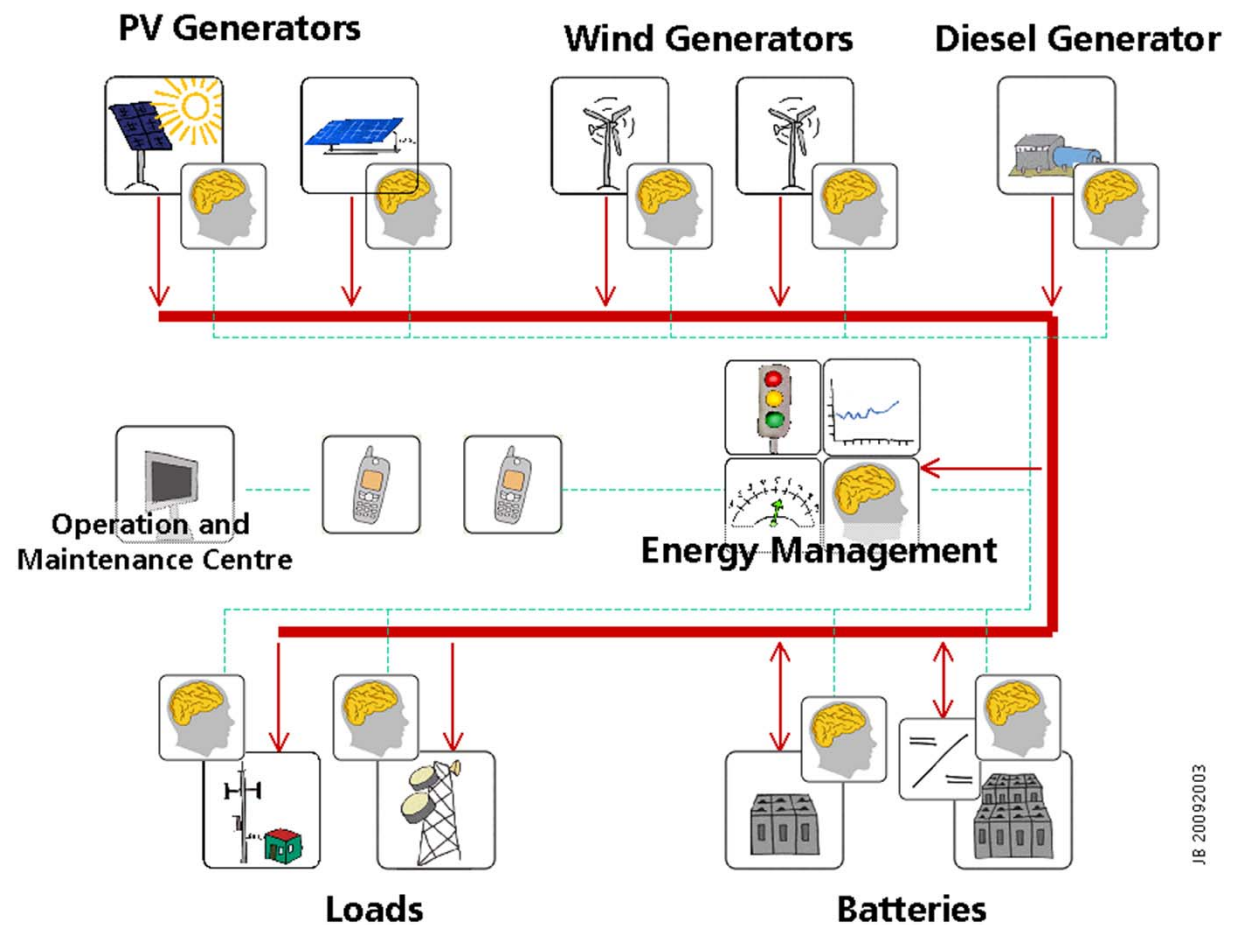 PV Generators
Wind Generators
Diesel Generator
Operation and
Maintenance Centre
Energy Management
Loads
Batteries
JB 20092003